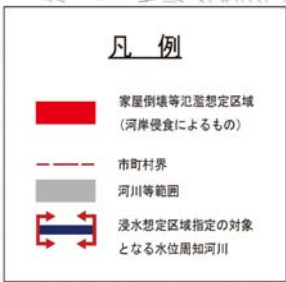 凡 例
家屋倒壊等氾濫想定区域
(河岸侵食によるもの)
市町村界
河川等範囲
浸水想定区域指定の対象
となる水位周知河川